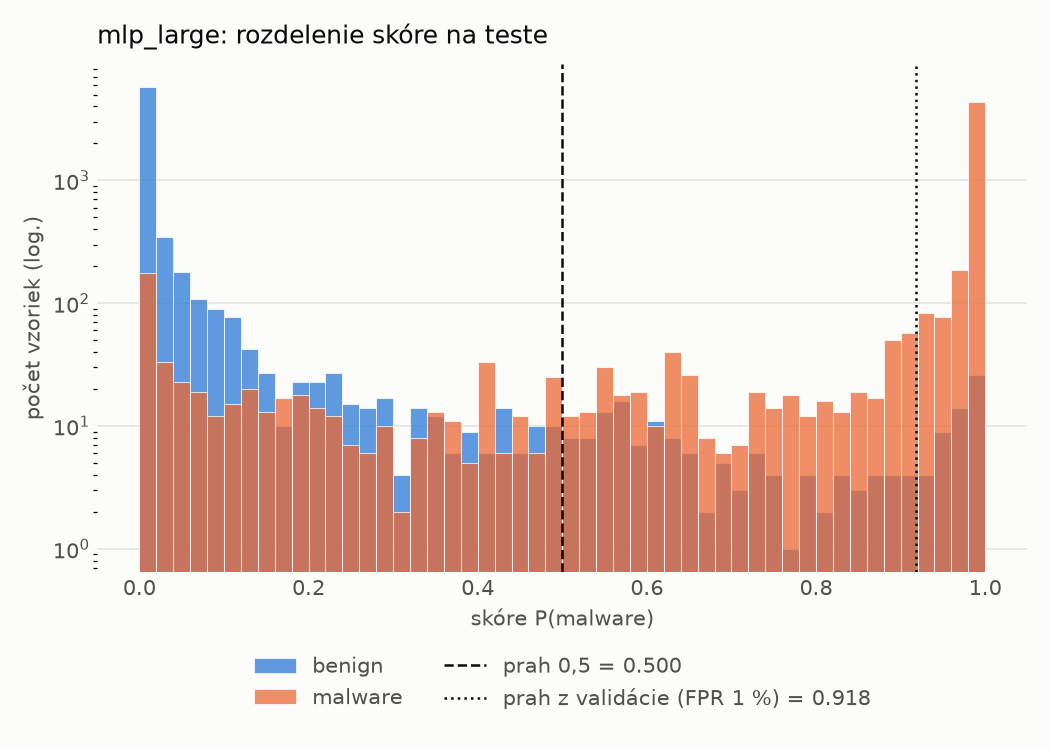 mlp_large: rozdelenie skóre na teste
počet vzoriek (log.)
10³
10²
10¹
10⁰
0.0 0.2 0.4 0.6 0.8 1.0
skóre P(malware)
benign
malware
prah 0,5 = 0.500
prah z validácie (FPR 1 %) = 0.918